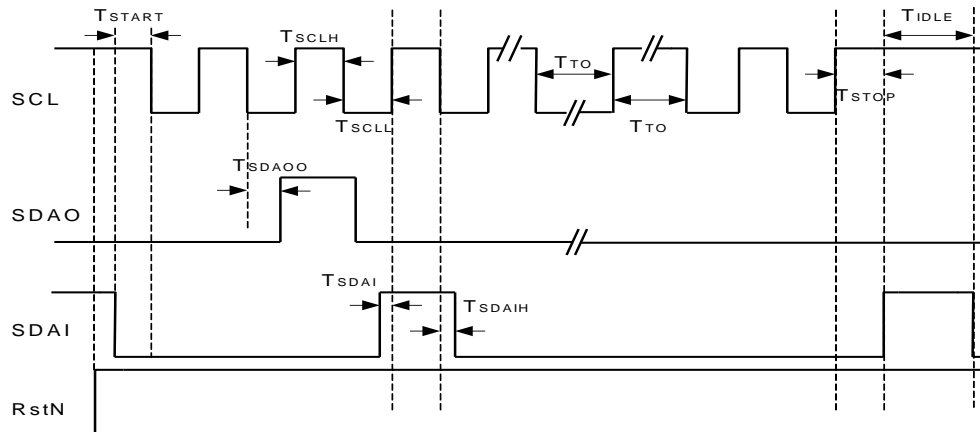 TSTART
TIDLE
TSCLH
TTO
SCL
TSTOP
TSCLL
TTO
TSDAOO
SDAO
TSDAI
TSDAIH
SDAI
RstN